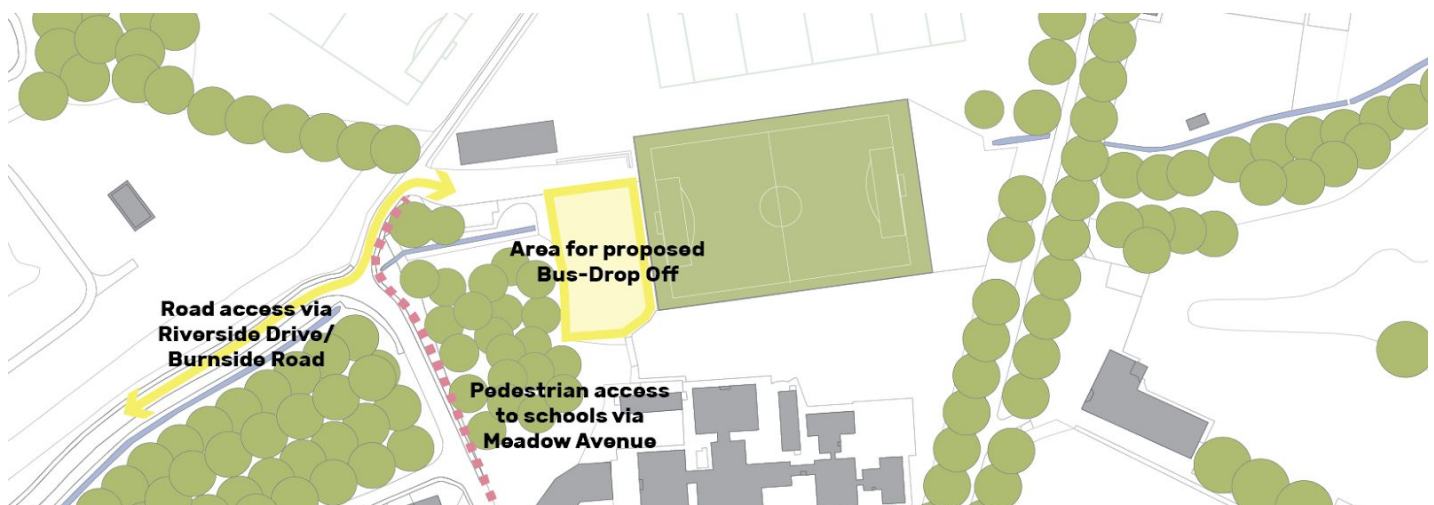 Area for proposed
Bus-Drop Off
Road access via
Riverside Drive/
Burnside Road
Pedestrian access
to schools via
Meadow Avenue